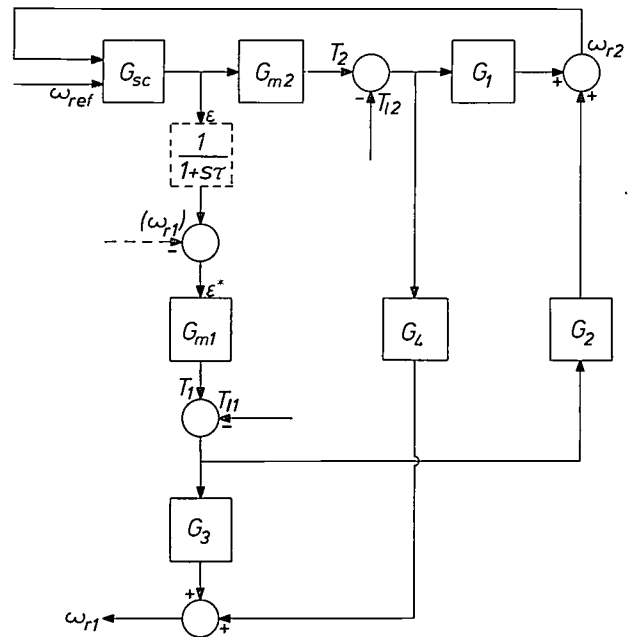 ω_ref
G_sc
G_m2
T_2
-
T_l2
G_1
+
+
ω_r2
ε
1
1+sτ
(ω_r1)
-
ε*
G_m1
G_4
G_2
T_1
T_l1
-
G_3
+
+
ω_r1